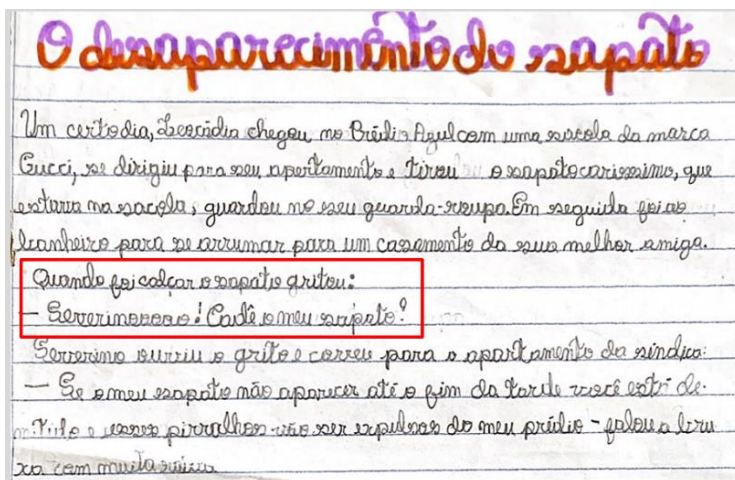 O desaparecimento do sapato
Um certo dia, Leocádia chegou no Prédio Azul com uma sacola da marca
Gucci, se dirigiu para seu apertamento e tirou o sapato caríssimo, que
estava na sacola, guardou no seu guarda-roupa. Em seguida foi ao
banheiro para se arrumar para um casamento da sua melhor amiga.
Quando foi calçar o sapato gritou:
— Severinoooo! Cadê o meu sapato?
Severino ouviu o grito e correu para o apartamento da síndica:
— Se o meu sapato não aparecer até o fim da tarde você está de-
mitido e esses pirralhos vão ser expulsos do meu prédio - falou a bru
xa com muita raiva.